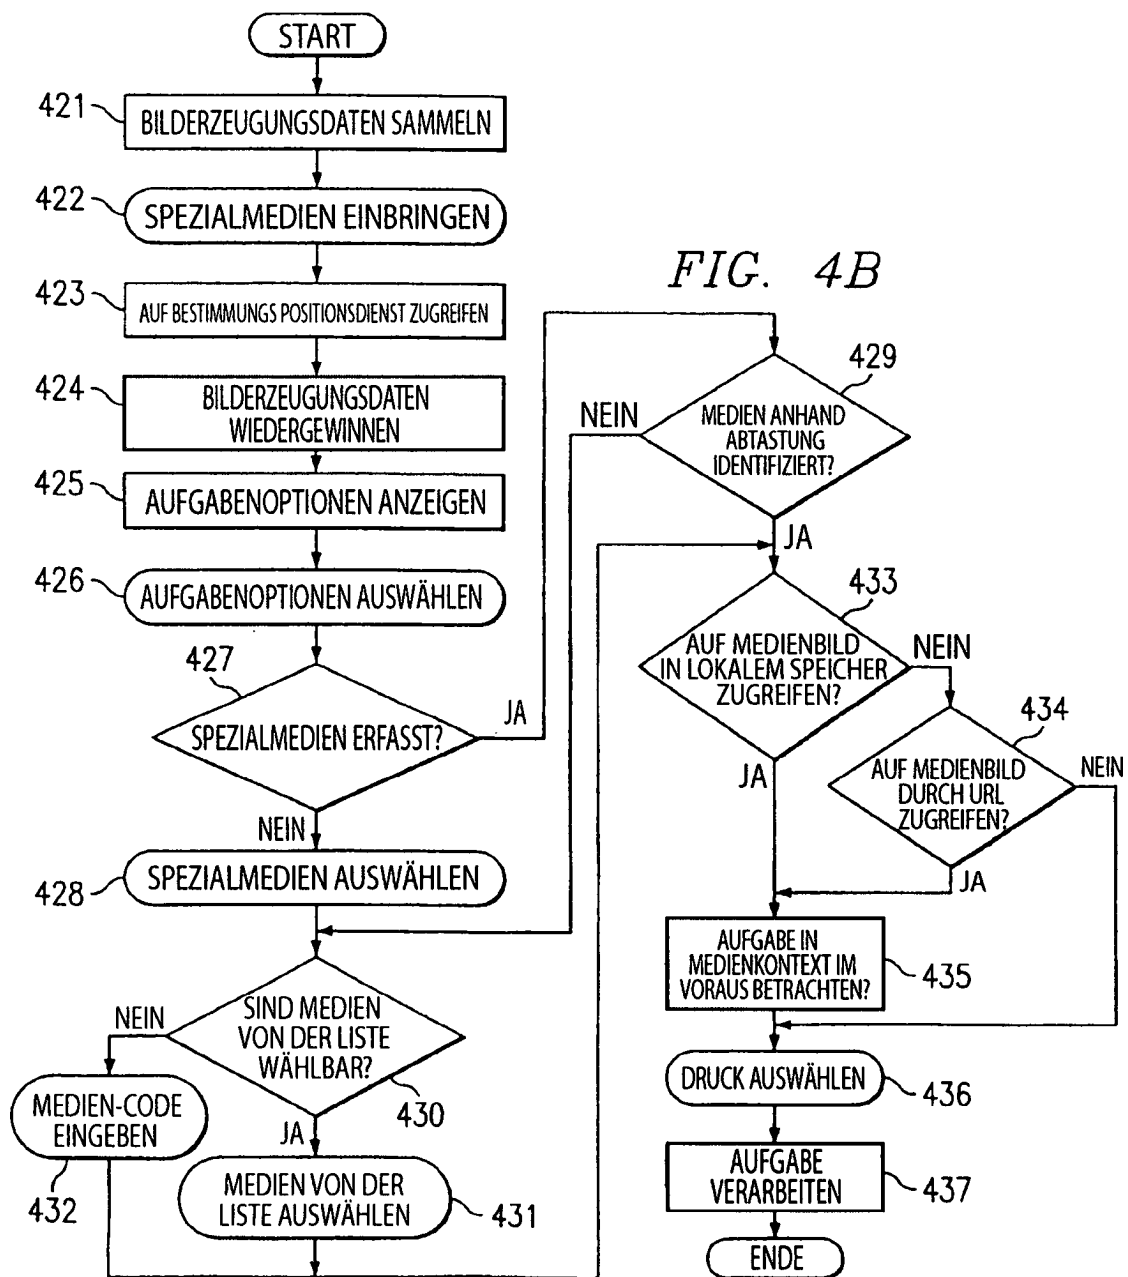 START
421
BILDERZEUGUNGSDATEN SAMMELN
422
SPEZIALMEDIEN EINBRINGEN
423
AUF BESTIMMUNGS POSITIONSDIENST ZUGREIFEN
424
BILDERZEUGUNGSDATEN
WIEDERGEWINNEN
425
AUFGABENOPTIONEN ANZEIGEN
426
AUFGABENOPTIONEN AUSWÄHLEN
427
SPEZIALMEDIEN ERFASST?
JA
NEIN
428
SPEZIALMEDIEN AUSWÄHLEN
SIND MEDIEN
VON DER LISTE
WÄHLBAR?
430
NEIN
JA
MEDIEN-CODE
EINGEBEN
432
MEDIEN VON DER
LISTE AUSWÄHLEN
431
FIG. 4B
429
MEDIEN ANHAND
ABTASTUNG
IDENTIFIZIERT?
NEIN
JA
433
AUF MEDIENBILD
IN LOKALEM SPEICHER
ZUGREIFEN?
NEIN
JA
434
AUF MEDIENBILD
DURCH URL
ZUGREIFEN?
NEIN
JA
AUFGABE IN
MEDIENKONTEXT IM
VORAUS BETRACHTEN?
435
DRUCK AUSWÄHLEN
436
AUFGABE
VERARBEITEN
437
ENDE